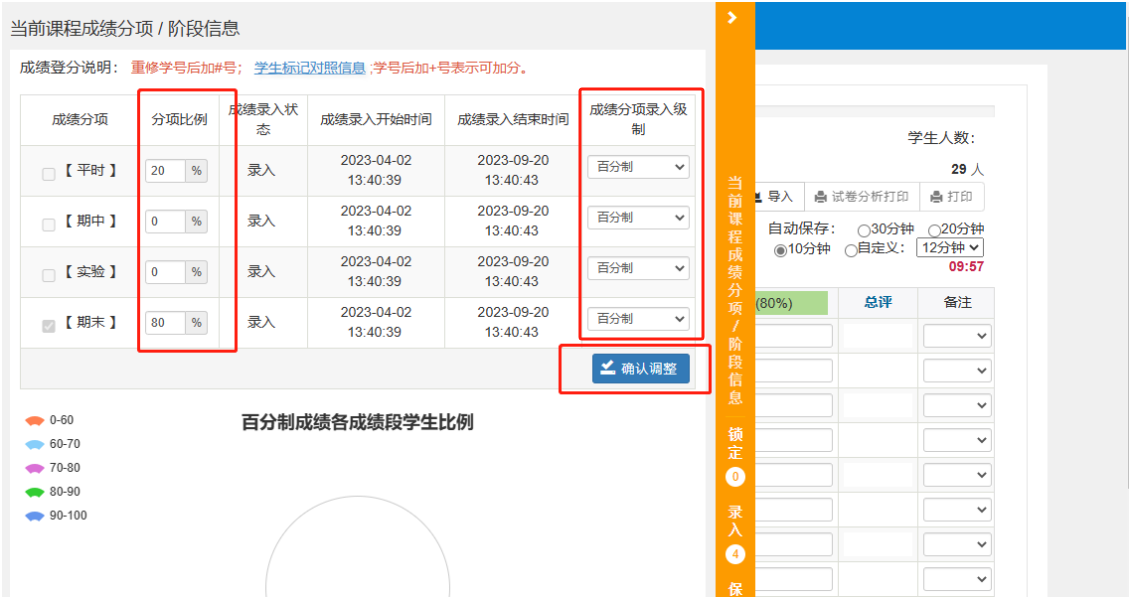 当前课程成绩分项 / 阶段信息
成绩登分说明： 重修学号后加#号； 学生标记对照信息 ;学号后加+号表示可加分。
成绩分项 分项比例 成绩录入状态 成绩录入开始时间 成绩录入结束时间 成绩分项录入级制
【 平时 】 20 % 录入 2023-04-02 13:40:39 2023-09-20 13:40:43 百分制
【 期中 】 0 % 录入 2023-04-02 13:40:39 2023-09-20 13:40:43 百分制
【 实验 】 0 % 录入 2023-04-02 13:40:39 2023-09-20 13:40:43 百分制
【 期末 】 80 % 录入 2023-04-02 13:40:39 2023-09-20 13:40:43 百分制
确认调整
百分制成绩各成绩段学生比例
0-60
60-70
70-80
80-90
90-100
当前课程成绩分项/阶段信息
锁定 0
录入 4
保
学生人数：
29 人
导入 试卷分析打印 打印
自动保存： 30分钟 20分钟
10分钟 自定义： 12分钟
09:57
(80%) 总评 备注